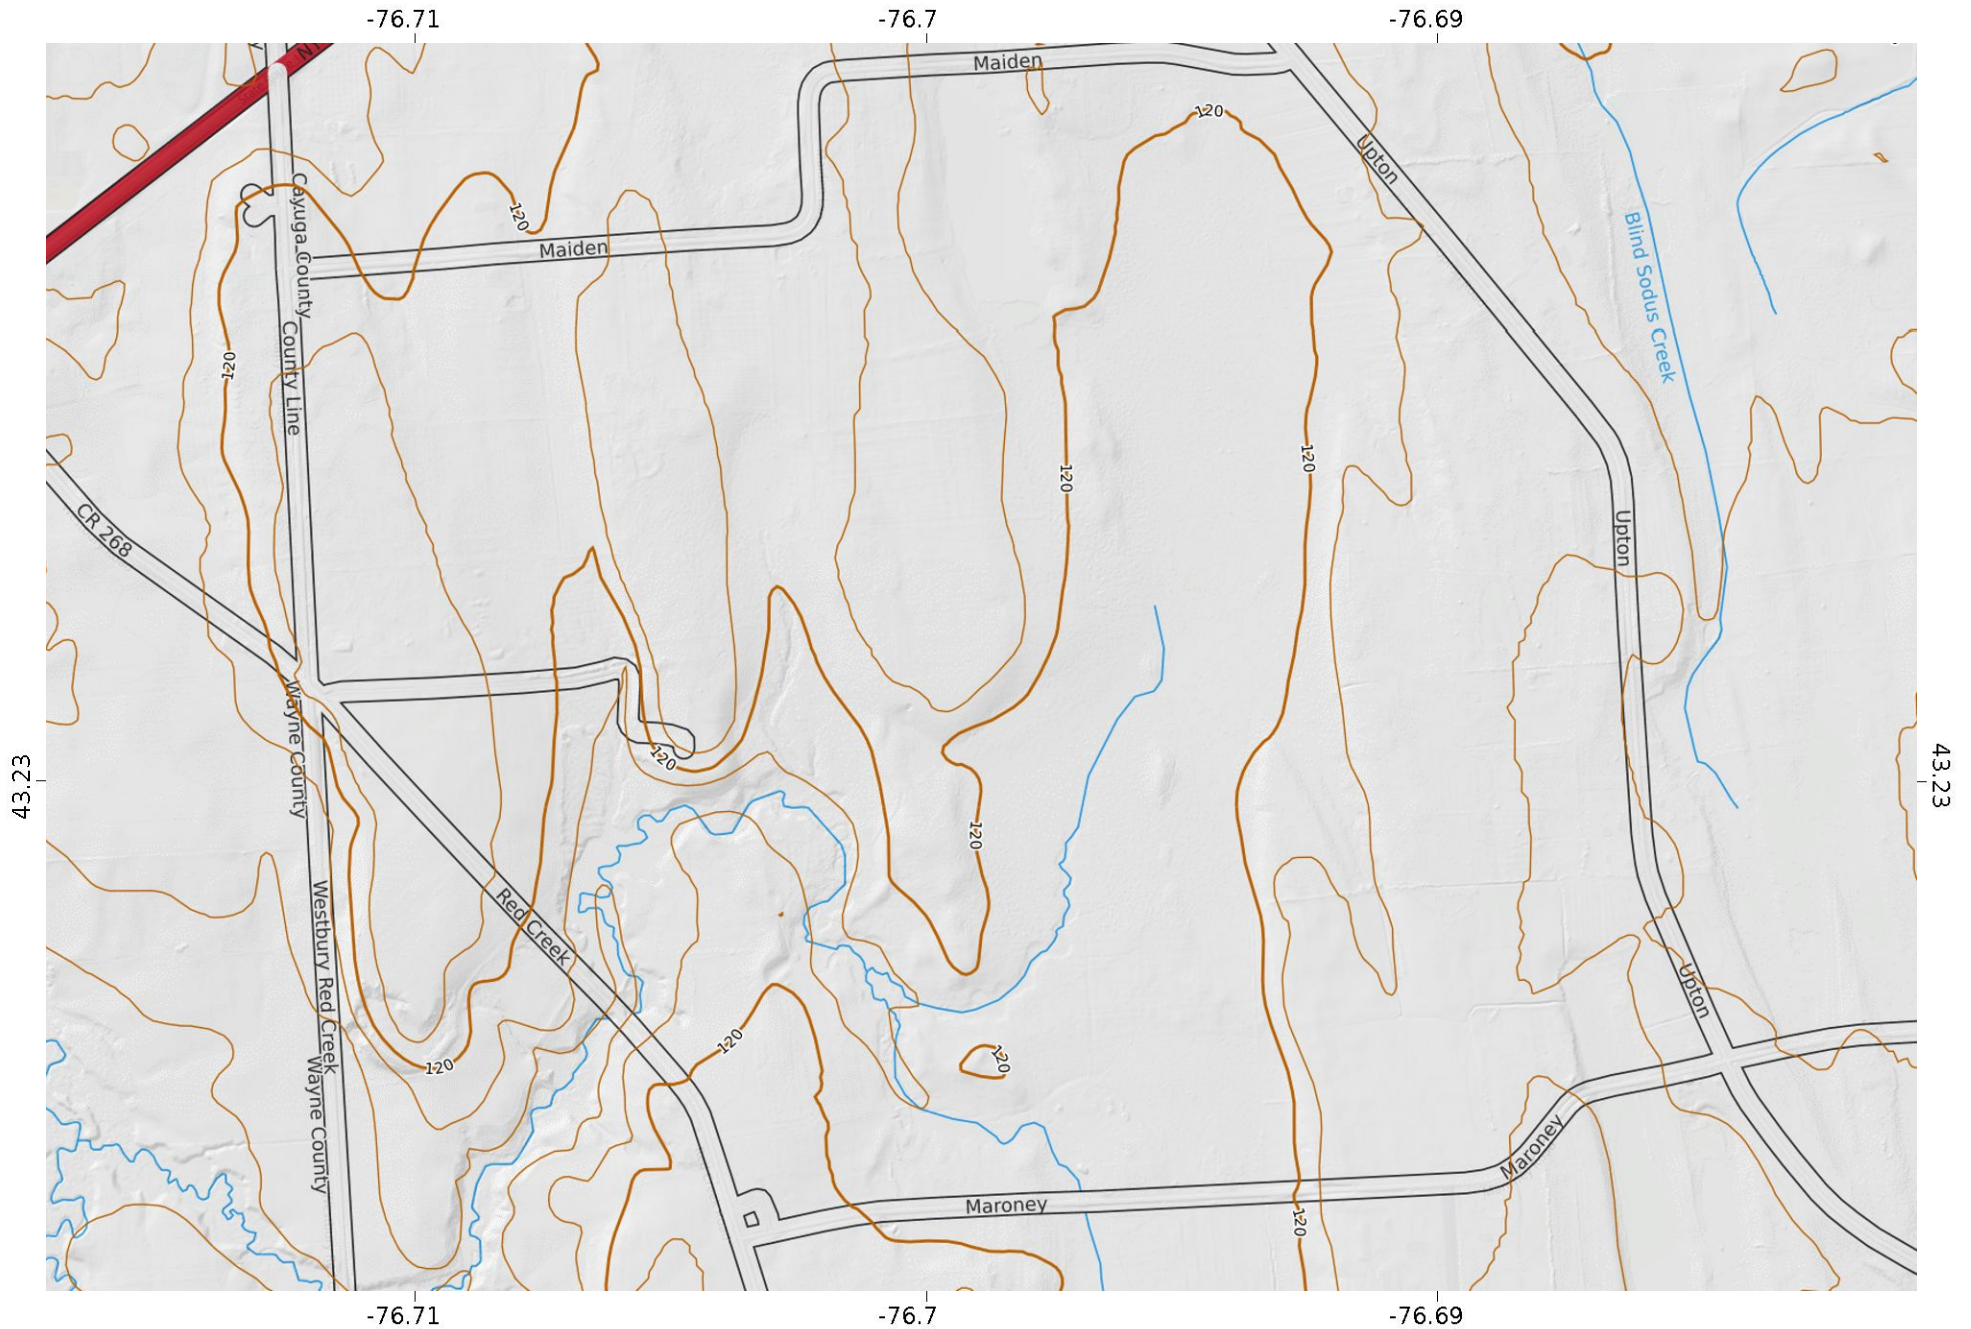 -76.71
-76.7
-76.69
Maiden
120
Upton
120
Cayuga County
Maiden
Blind Sodus Creek
120
County Line
120
120
CR 268
Upton
Wayne County
120
43.23
43.23
120
Westbury Red Creek
Red Creek
Upton
120
120
120
Wayne County
Maroney
Maroney
120
-76.71
-76.7
-76.69